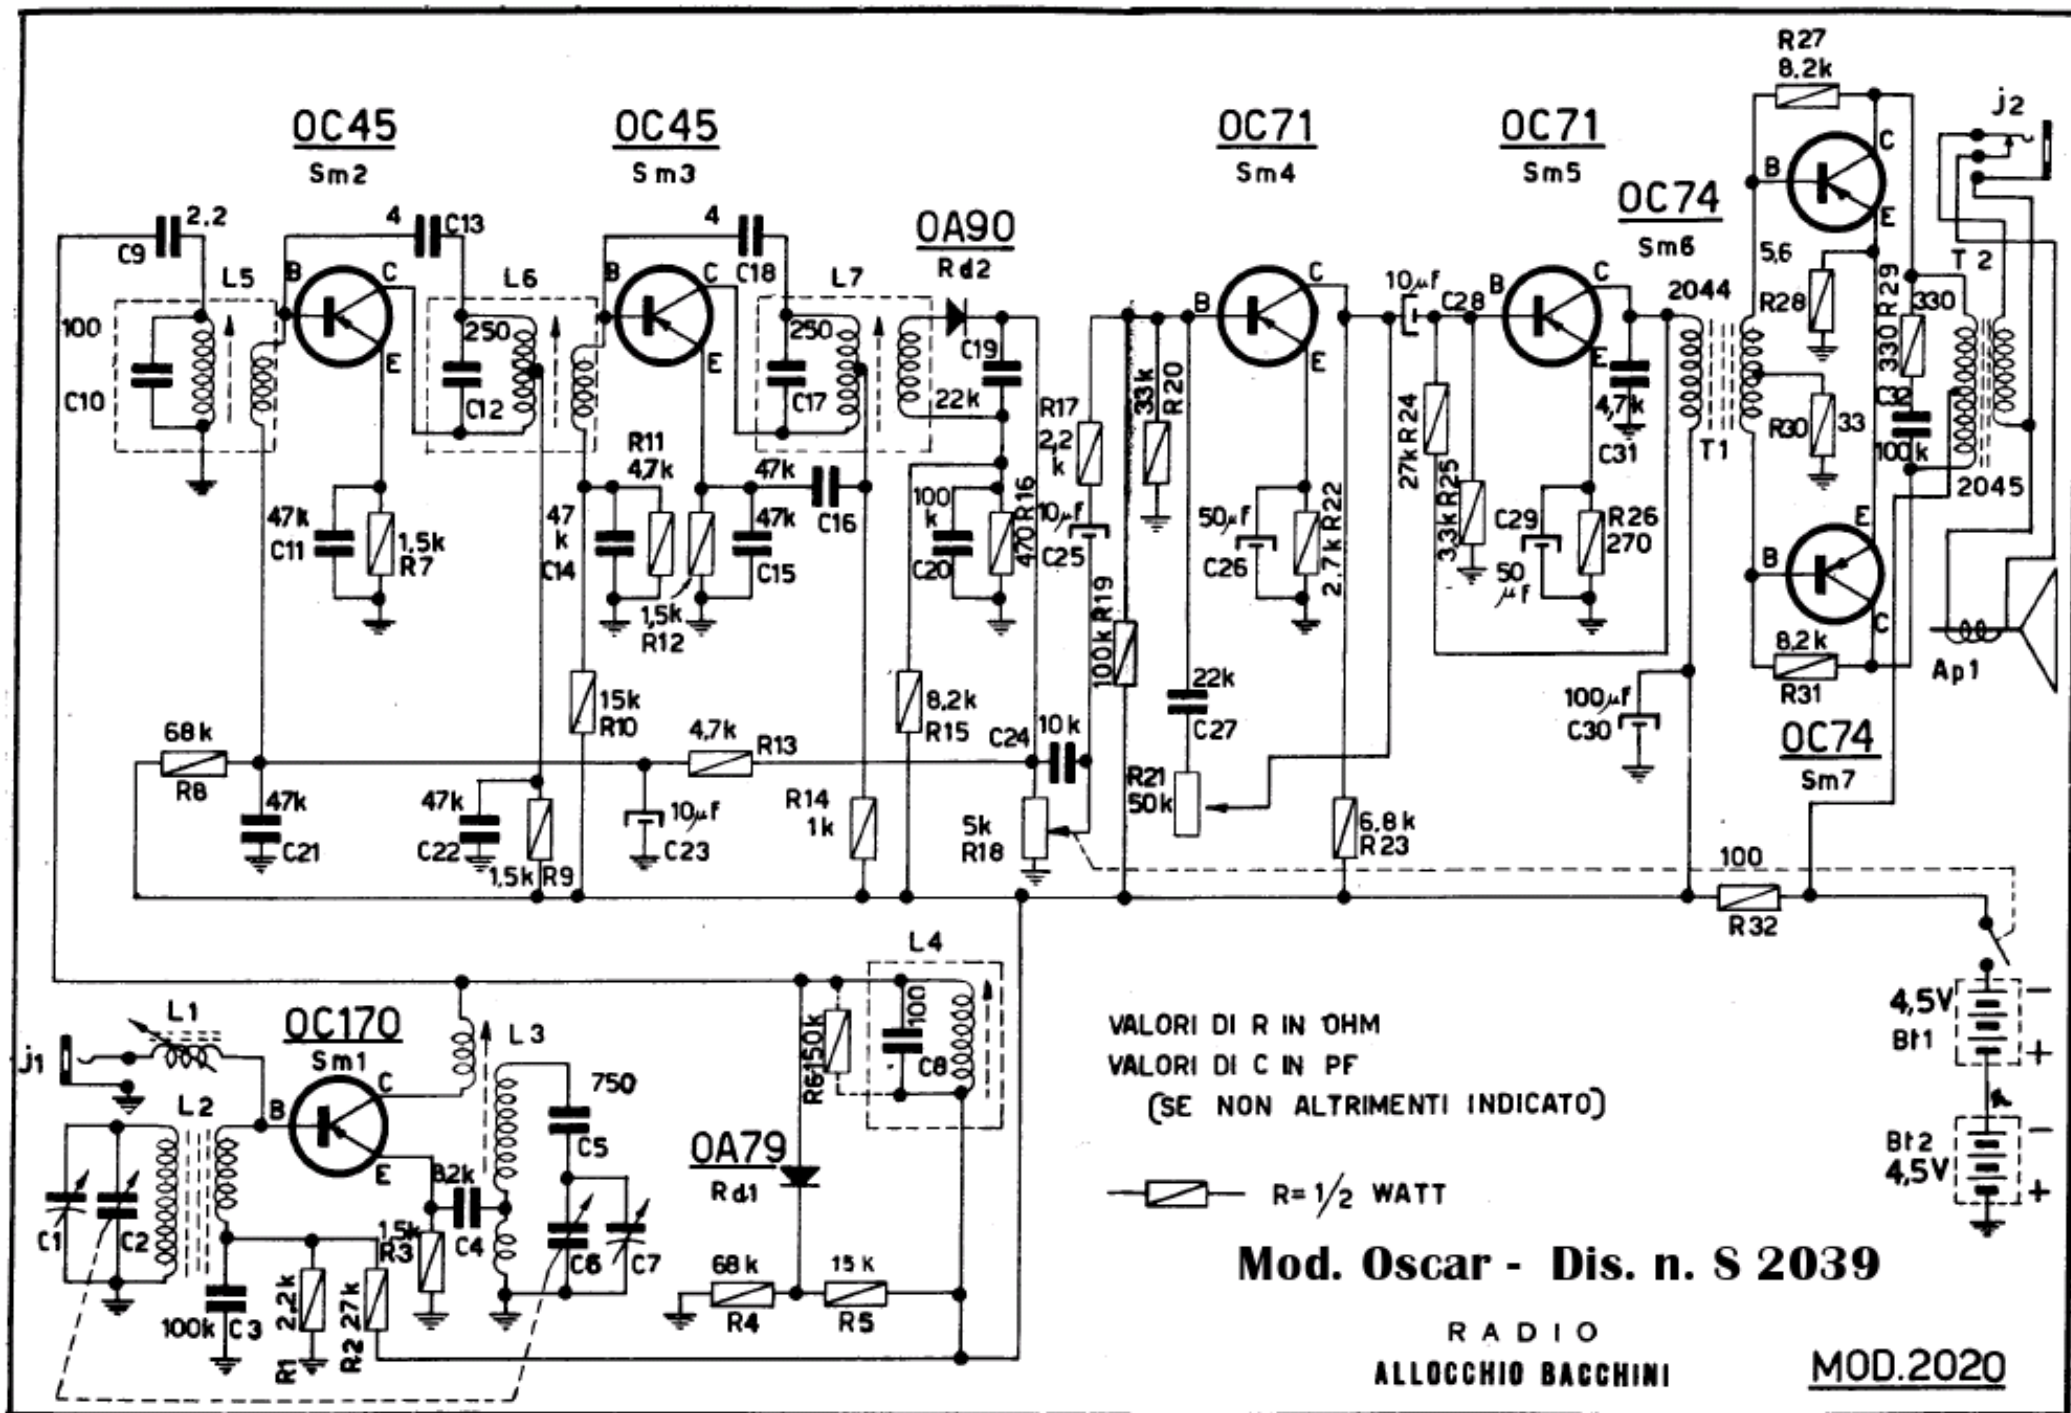 R27
8.2k
j2
OC45
Sm2
OC45
Sm3
OC71
Sm4
OC71
Sm5
OC74
Sm6
OA90
Rd2
2.2
C9
4
C13
4
C18
B
C
E
B
C
E
B
C
E
B
C
E
B
C
E
L5
L6
L7
100
C10
250
C12
250
C17
C19
22k
10µf
C28
2044
T1
5,6
R28
330 R29
330
T2
C32
100k
2045
R30
33
4,7k
C31
R17
2,2
k
33k
R20
27k R24
3,3k R25
R11
4,7k
47k
C16
47k
C11
1,5k
R7
47
k
C14
47k
C15
1,5k
R12
100
k
C20
470 R16
10µf
C25
50µf
C26
2.7k R22
C29
50
µf
R26
270
B
E
C
8,2k
R31
Ap1
100k R19
15k
R10
8.2k
R15
22k
C27
100µf
C30
OC74
Sm7
68k
R8
4,7k
R13
C24
10k
R21
50k
47k
C21
47k
C22
1,5k R9
10µf
C23
R14
1k
5k
R18
6.8k
R23
100
R32
L4
L1
OC170
Sm1
L3
j1
L2
B
C
E
750
C5
R6 150k
100
C8
VALORI DI R IN OHM
VALORI DI C IN PF
(SE NON ALTRIMENTI INDICATO)
4,5V
Bt1
-
+
Bt2
4,5V
-
+
OA79
Rd1
8,2k
C4
C1
C2
1,5k
R3
C6
C7
R=1/2 WATT
100k
C3
2.2k
R1
R2 27k
68k
R4
15k
R5
Mod. Oscar - Dis. n. S 2039
RADIO
ALLOCCHIO BACCHINI
MOD.2020